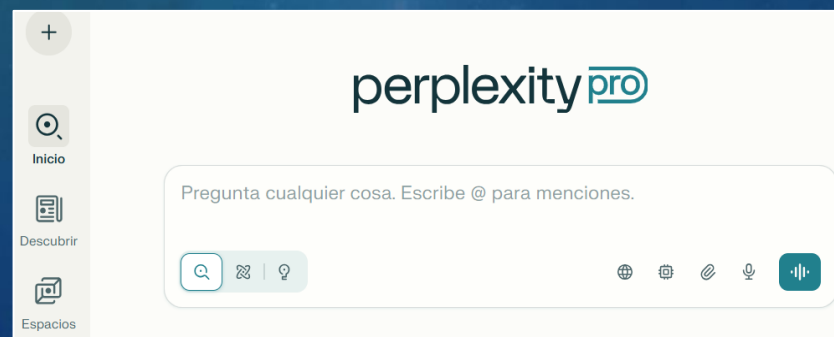 perplexity pro
Inicio
Pregunta cualquier cosa. Escribe @ para menciones.
Descubrir
Espacios